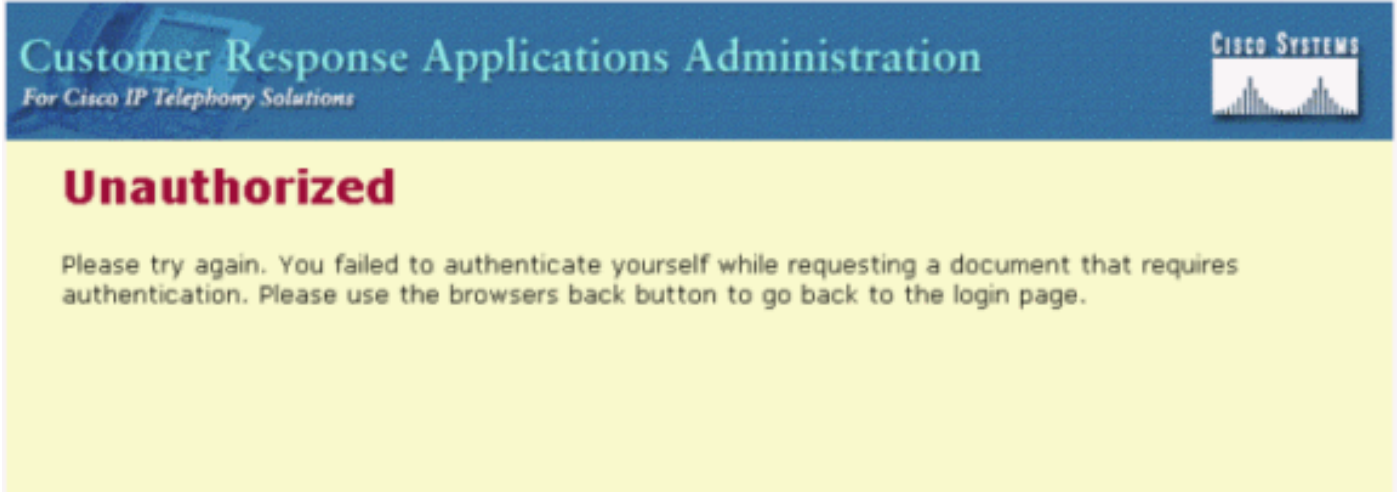 Customer Response Applications Administration
For Cisco IP Telephony Solutions
CISCO SYSTEMS
Unauthorized
Please try again. You failed to authenticate yourself while requesting a document that requires
authentication. Please use the browsers back button to go back to the login page.